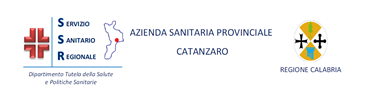 SERVIZIO
SANITARIO
REGIONALE
Dipartimento Tutela della Salute
e Politiche Sanitarie
AZIENDA SANITARIA PROVINCIALE
CATANZARO
REGIONE CALABRIA